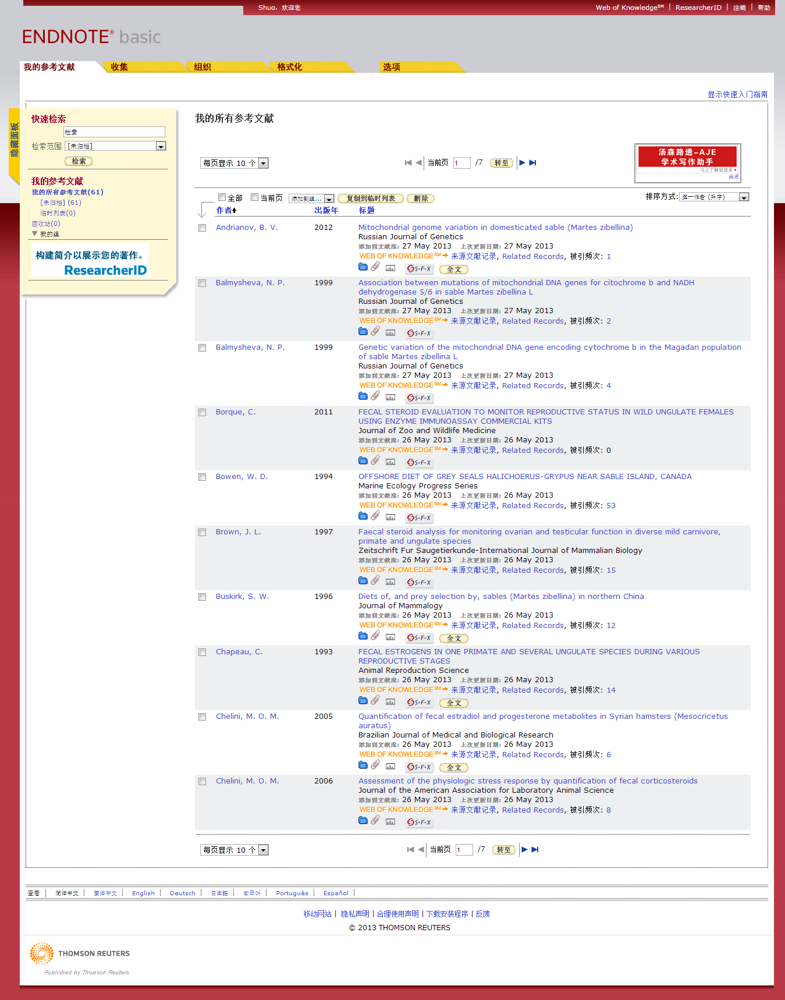 Shuo, 欢迎您
Web of Knowledge℠ | ResearcherID | 注销 | 帮助
ENDNOTE® basic
我的参考文献 收集 组织 格式化 选项
显示快速入门指南
隐藏面板
快速检索
检索
检索范围 [未归档]
检索
我的参考文献
我的所有参考文献(61)
[未归档] (61)
临时列表(0)
回收站(0)
▼ 我的组
构建简介以展示您的著作。
ResearcherID
我的所有参考文献
每页显示 10 个 当前页 1 /7 转至
汤森路透-AJE
学术写作助手
马上了解或登录
关闭
全部 当前页 添加到组... 复制到临时列表 删除 排序方式: 第一作者 (升序)
作者 出版年 标题
Andrianov, B. V. 2012 Mitochondrial genome variation in domesticated sable (Martes zibellina)
Russian Journal of Genetics
添加到文献库: 27 May 2013 上次更新日期: 27 May 2013
WEB OF KNOWLEDGE℠ 来源文献记录, Related Records, 被引频次: 1
S·F·X 全文
Balmysheva, N. P. 1999 Association between mutations of mitochondrial DNA genes for citochrome b and NADH
dehydrogenase 5/6 in sable Martes zibellina L
Russian Journal of Genetics
添加到文献库: 27 May 2013 上次更新日期: 27 May 2013
WEB OF KNOWLEDGE℠ 来源文献记录, Related Records, 被引频次: 2
S·F·X
Balmysheva, N. P. 1999 Genetic variation of the mitochondrial DNA gene encoding cytochrome b in the Magadan population
of sable Martes zibellina L
Russian Journal of Genetics
添加到文献库: 27 May 2013 上次更新日期: 27 May 2013
WEB OF KNOWLEDGE℠ 来源文献记录, Related Records, 被引频次: 4
S·F·X
Borque, C. 2011 FECAL STEROID EVALUATION TO MONITOR REPRODUCTIVE STATUS IN WILD UNGULATE FEMALES
USING ENZYME IMMUNOASSAY COMMERCIAL KITS
Journal of Zoo and Wildlife Medicine
添加到文献库: 26 May 2013 上次更新日期: 26 May 2013
WEB OF KNOWLEDGE℠ 来源文献记录, Related Records, 被引频次: 0
S·F·X
Bowen, W. D. 1994 OFFSHORE DIET OF GREY SEALS HALICHOERUS-GRYPUS NEAR SABLE ISLAND, CANADA
Marine Ecology Progress Series
添加到文献库: 26 May 2013 上次更新日期: 26 May 2013
WEB OF KNOWLEDGE℠ 来源文献记录, Related Records, 被引频次: 53
S·F·X
Brown, J. L. 1997 Faecal steroid analysis for monitoring ovarian and testicular function in diverse mild carnivore,
primate and ungulate species
Zeitschrift Fur Saugetierkunde-International Journal of Mammalian Biology
添加到文献库: 26 May 2013 上次更新日期: 26 May 2013
WEB OF KNOWLEDGE℠ 来源文献记录, Related Records, 被引频次: 15
S·F·X
Buskirk, S. W. 1996 Diets of, and prey selection by, sables (Martes zibellina) in northern China
Journal of Mammalogy
添加到文献库: 26 May 2013 上次更新日期: 26 May 2013
WEB OF KNOWLEDGE℠ 来源文献记录, Related Records, 被引频次: 12
S·F·X 全文
Chapeau, C. 1993 FECAL ESTROGENS IN ONE PRIMATE AND SEVERAL UNGULATE SPECIES DURING VARIOUS
REPRODUCTIVE STAGES
Animal Reproduction Science
添加到文献库: 26 May 2013 上次更新日期: 26 May 2013
WEB OF KNOWLEDGE℠ 来源文献记录, Related Records, 被引频次: 14
S·F·X 全文
Chelini, M. O. M. 2005 Quantification of fecal estradiol and progesterone metabolites in Syrian hamsters (Mesocricetus
auratus)
Brazilian Journal of Medical and Biological Research
添加到文献库: 26 May 2013 上次更新日期: 26 May 2013
WEB OF KNOWLEDGE℠ 来源文献记录, Related Records, 被引频次: 6
S·F·X 全文
Chelini, M. O. M. 2006 Assessment of the physiologic stress response by quantification of fecal corticosteroids
Journal of the American Association for Laboratory Animal Science
添加到文献库: 26 May 2013 上次更新日期: 26 May 2013
WEB OF KNOWLEDGE℠ 来源文献记录, Related Records, 被引频次: 8
S·F·X
每页显示 10 个 当前页 1 /7 转至
查看 简体中文 繁体中文 English Deutsch 日本語 한국어 Português Español
移动网站 | 隐私声明 | 合理使用声明 | 下载安装程序 | 反馈
© 2013 THOMSON REUTERS
THOMSON REUTERS
Published by Thomson Reuters